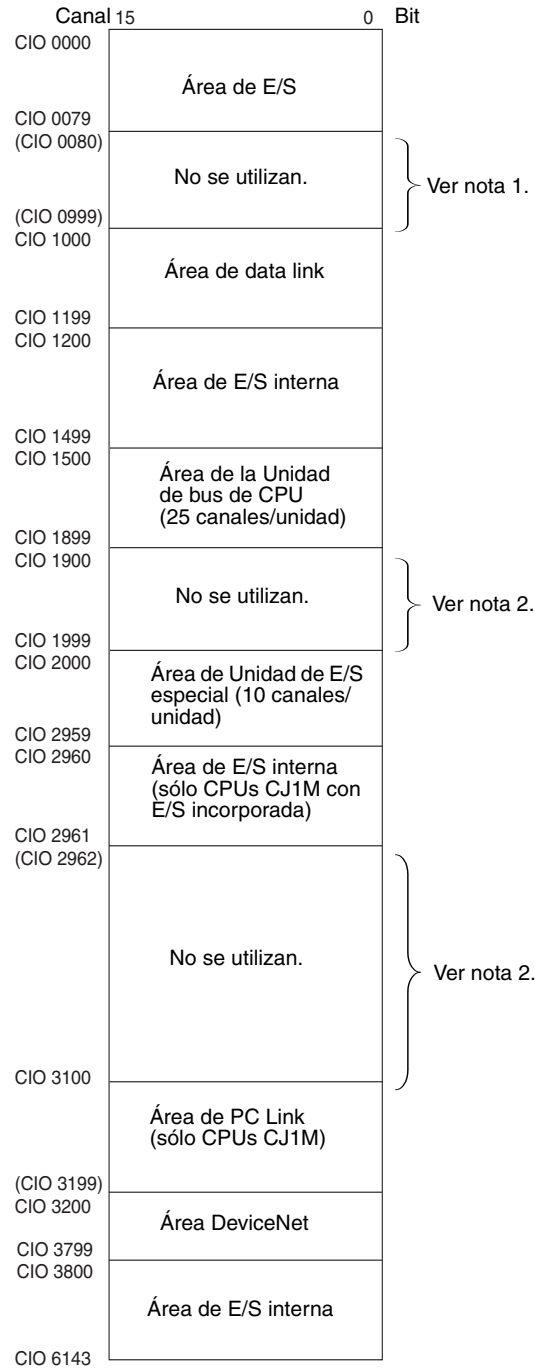 Canal 15 0 Bit
CIO 0000
Área de E/S
CIO 0079
(CIO 0080)
No se utilizan.
Ver nota 1.
(CIO 0999)
CIO 1000
Área de data link
CIO 1199
CIO 1200
Área de E/S interna
CIO 1499
CIO 1500
Área de la Unidad
de bus de CPU
(25 canales/unidad)
CIO 1899
CIO 1900
No se utilizan.
Ver nota 2.
CIO 1999
CIO 2000
Área de Unidad de E/S
especial (10 canales/
unidad)
CIO 2959
CIO 2960
Área de E/S interna
(sólo CPUs CJ1M con
E/S incorporada)
CIO 2961
(CIO 2962)
No se utilizan.
Ver nota 2.
CIO 3100
Área de PC Link
(sólo CPUs CJ1M)
(CIO 3199)
CIO 3200
Área DeviceNet
CIO 3799
CIO 3800
Área de E/S interna
CIO 6143